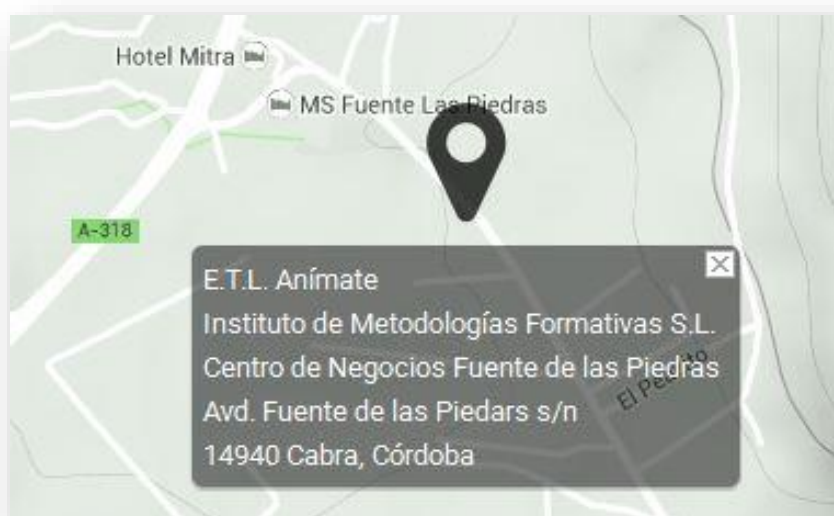 Hotel Mitra
MS Fuente Las Piedras
A-318
E.T.L. Anímate
Instituto de Metodologías Formativas S.L.
Centro de Negocios Fuente de las Piedras
Avd. Fuente de las Piedars s/n
14940 Cabra, Córdoba
El Pedrito